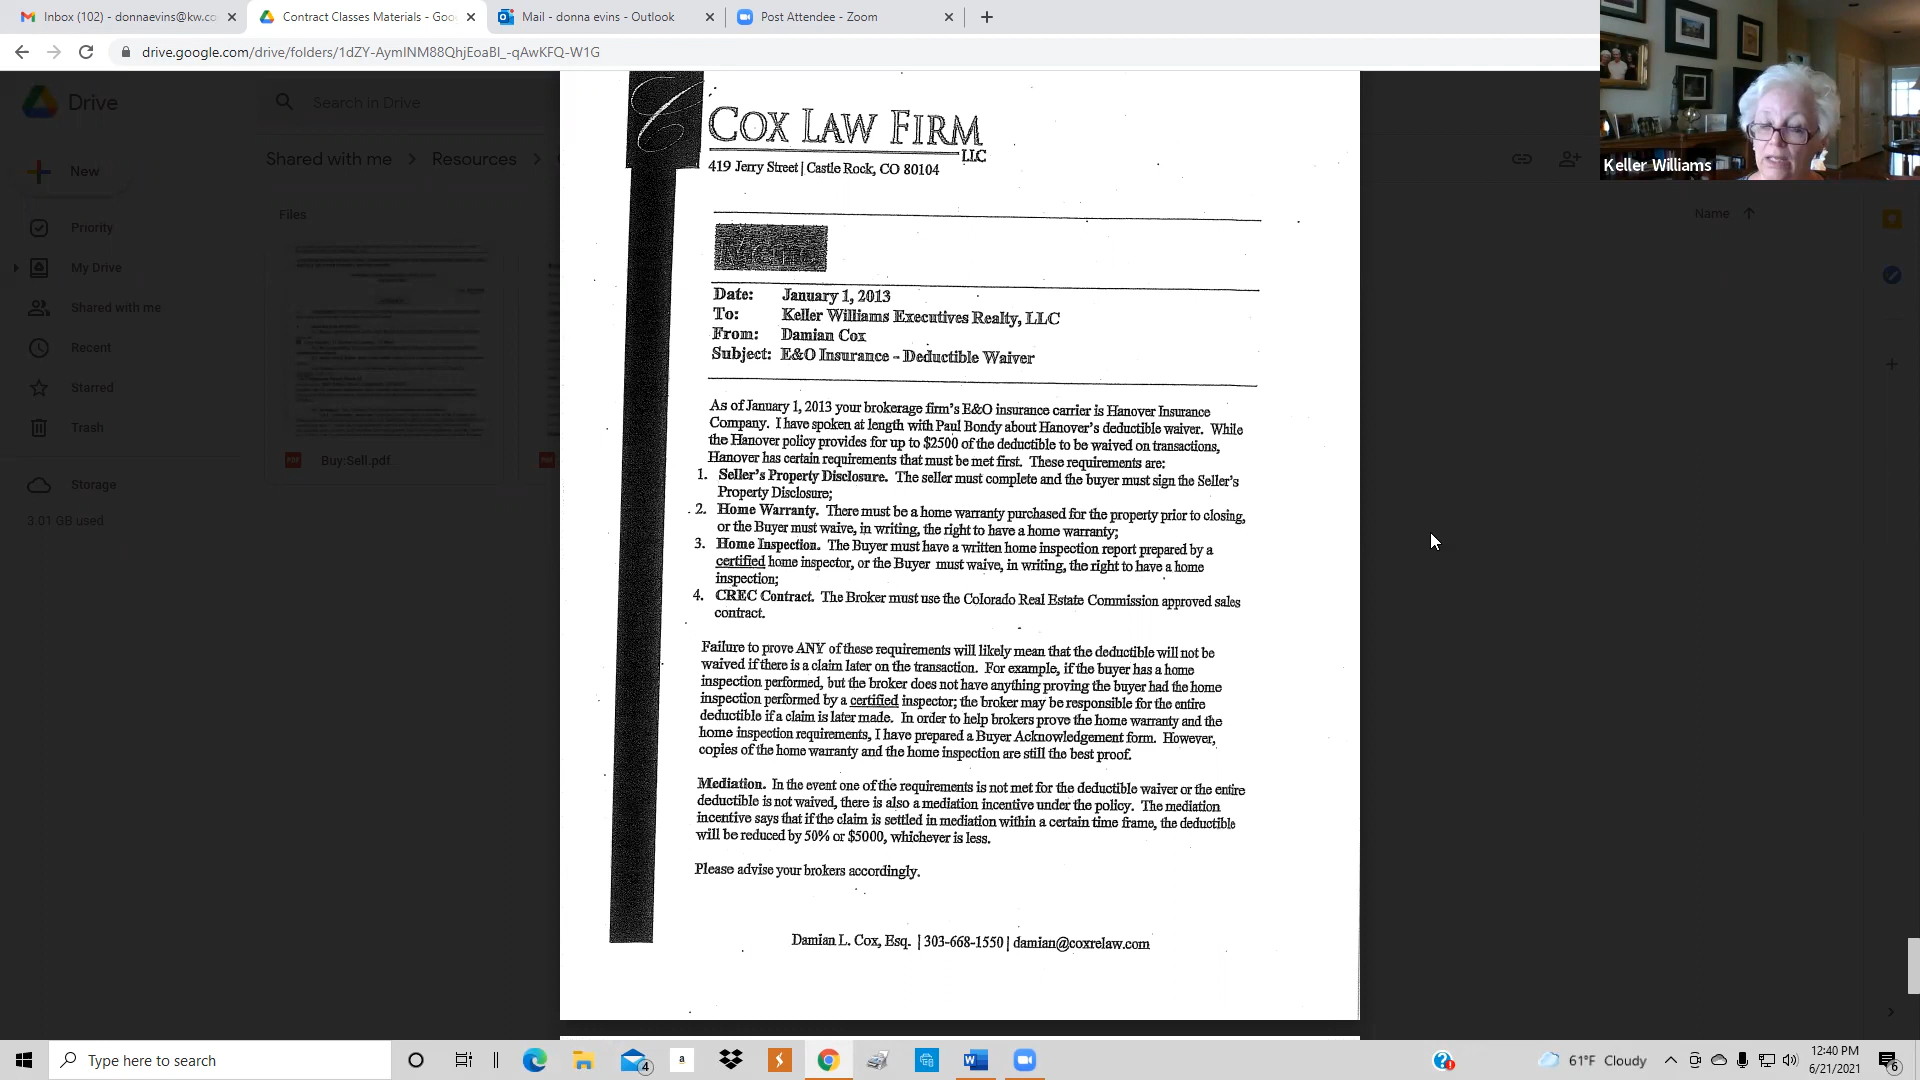 Inbox (102) - donnaevins@kw.co
Contract Classes Materials - Goo
Mail - donna evins - Outlook
Post Attendee - Zoom
drive.google.com/drive/folders/1dZY-AymINM88QhjEoaBl_-qAwKFQ-W1G
Drive
Search in Drive
New
Shared with me > Resources >
Files
Name
Priority
My Drive
Shared with me
Recent
Starred
Trash
Storage
3.01 GB used
Buy:Sell.pdf
Keller Williams
COX LAW FIRM
LLC
419 Jerry Street | Castle Rock, CO 80104
Memo
Date: January 1, 2013
To: Keller Williams Executives Realty, LLC
From: Damian Cox
Subject: E&O Insurance - Deductible Waiver
As of January 1, 2013 your brokerage firm's E&O insurance carrier is Hanover Insurance
Company. I have spoken at length with Paul Bondy about Hanover's deductible waiver. While
the Hanover policy provides for up to $2500 of the deductible to be waived on transactions,
Hanover has certain requirements that must be met first. These requirements are:
1. Seller's Property Disclosure. The seller must complete and the buyer must sign the Seller's
Property Disclosure;
2. Home Warranty. There must be a home warranty purchased for the property prior to closing,
or the Buyer must waive, in writing, the right to have a home warranty;
3. Home Inspection. The Buyer must have a written home inspection report prepared by a
certified home inspector, or the Buyer must waive, in writing, the right to have a home
inspection;
4. CREC Contract. The Broker must use the Colorado Real Estate Commission approved sales
contract.
Failure to prove ANY of these requirements will likely mean that the deductible will not be
waived if there is a claim later on the transaction. For example, if the buyer has a home
inspection performed, but the broker does not have anything proving the buyer had the home
inspection performed by a certified inspector; the broker may be responsible for the entire
deductible if a claim is later made. In order to help brokers prove the home warranty and the
home inspection requirements, I have prepared a Buyer Acknowledgement form. However,
copies of the home warranty and the home inspection are still the best proof.
Mediation. In the event one of the requirements is not met for the deductible waiver or the entire
deductible is not waived, there is also a mediation incentive under the policy. The mediation
incentive says that if the claim is settled in mediation within a certain time frame, the deductible
will be reduced by 50% or $5000, whichever is less.
Please advise your brokers accordingly.
Damian L. Cox, Esq. | 303-668-1550 | damian@coxrelaw.com
Type here to search
61°F Cloudy
12:40 PM
6/21/2021